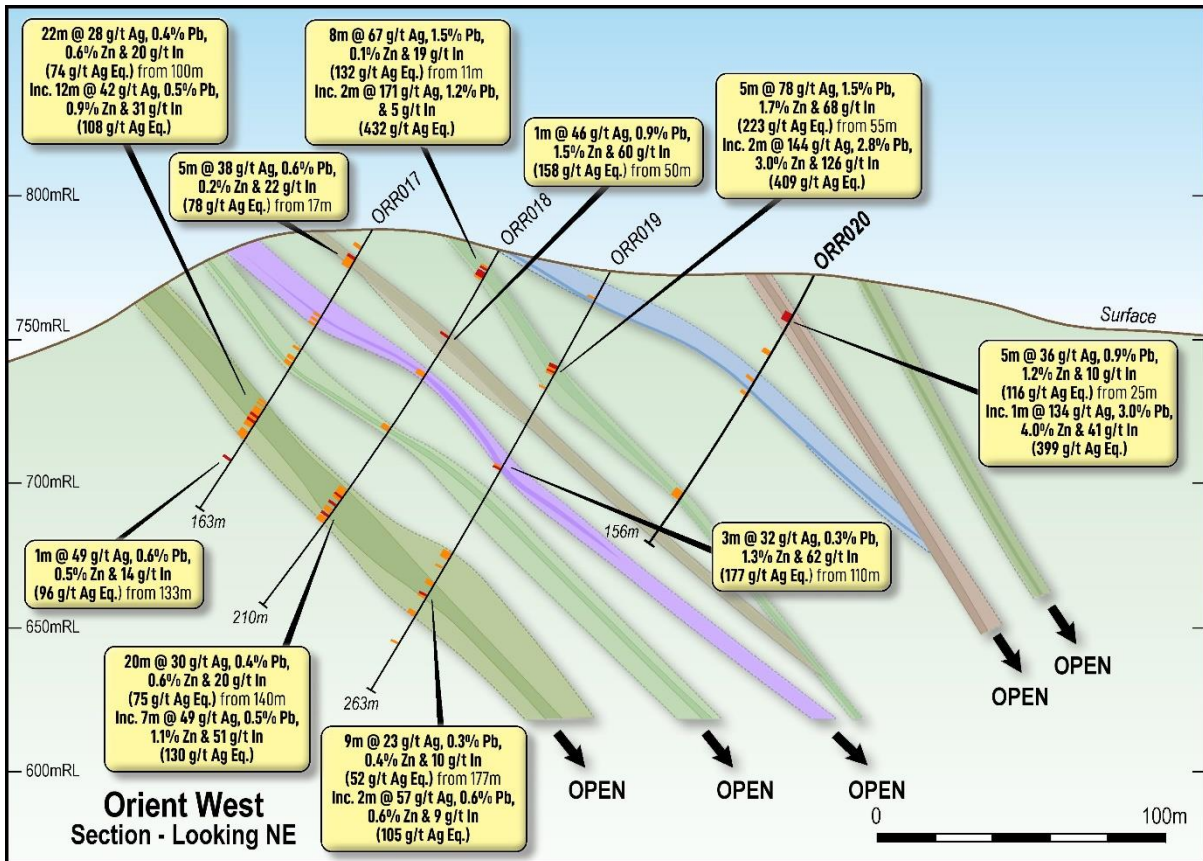 22m @ 28 g/t Ag, 0.4% Pb,
0.6% Zn & 20 g/t In
(74 g/t Ag Eq.) from 100m
Inc. 12m @ 42 g/t Ag, 0.5% Pb,
0.9% Zn & 31 g/t In
(108 g/t Ag Eq.)
8m @ 67 g/t Ag, 1.5% Pb,
0.1% Zn & 19 g/t In
(132 g/t Ag Eq.) from 11m
Inc. 2m @ 171 g/t Ag, 1.2% Pb,
& 5 g/t In
(432 g/t Ag Eq.)
5m @ 78 g/t Ag, 1.5% Pb,
1.7% Zn & 68 g/t In
(223 g/t Ag Eq.) from 55m
Inc. 2m @ 144 g/t Ag, 2.8% Pb,
3.0% Zn & 126 g/t In
(409 g/t Ag Eq.)
1m @ 46 g/t Ag, 0.9% Pb,
1.5% Zn & 60 g/t In
(158 g/t Ag Eq.) from 50m
5m @ 38 g/t Ag, 0.6% Pb,
0.2% Zn & 22 g/t In
(78 g/t Ag Eq.) from 17m
800mRL
ORR017
ORR018
ORR019
ORR020
750mRL
Surface
5m @ 36 g/t Ag, 0.9% Pb,
1.2% Zn & 10 g/t In
(116 g/t Ag Eq.) from 25m
Inc. 1m @ 134 g/t Ag, 3.0% Pb,
4.0% Zn & 41 g/t In
(399 g/t Ag Eq.)
700mRL
163m
156m
1m @ 49 g/t Ag, 0.6% Pb,
0.5% Zn & 14 g/t In
(96 g/t Ag Eq.) from 133m
3m @ 32 g/t Ag, 0.3% Pb,
1.3% Zn & 62 g/t In
(177 g/t Ag Eq.) from 110m
210m
650mRL
OPEN
OPEN
263m
20m @ 30 g/t Ag, 0.4% Pb,
0.6% Zn & 20 g/t In
(75 g/t Ag Eq.) from 140m
Inc. 7m @ 49 g/t Ag, 0.5% Pb,
1.1% Zn & 51 g/t In
(130 g/t Ag Eq.)
9m @ 23 g/t Ag, 0.3% Pb,
0.4% Zn & 10 g/t In
(52 g/t Ag Eq.) from 177m
Inc. 2m @ 57 g/t Ag, 0.6% Pb,
0.6% Zn & 9 g/t In
(105 g/t Ag Eq.)
600mRL
OPEN
OPEN
OPEN
Orient West
Section - Looking NE
0
100m